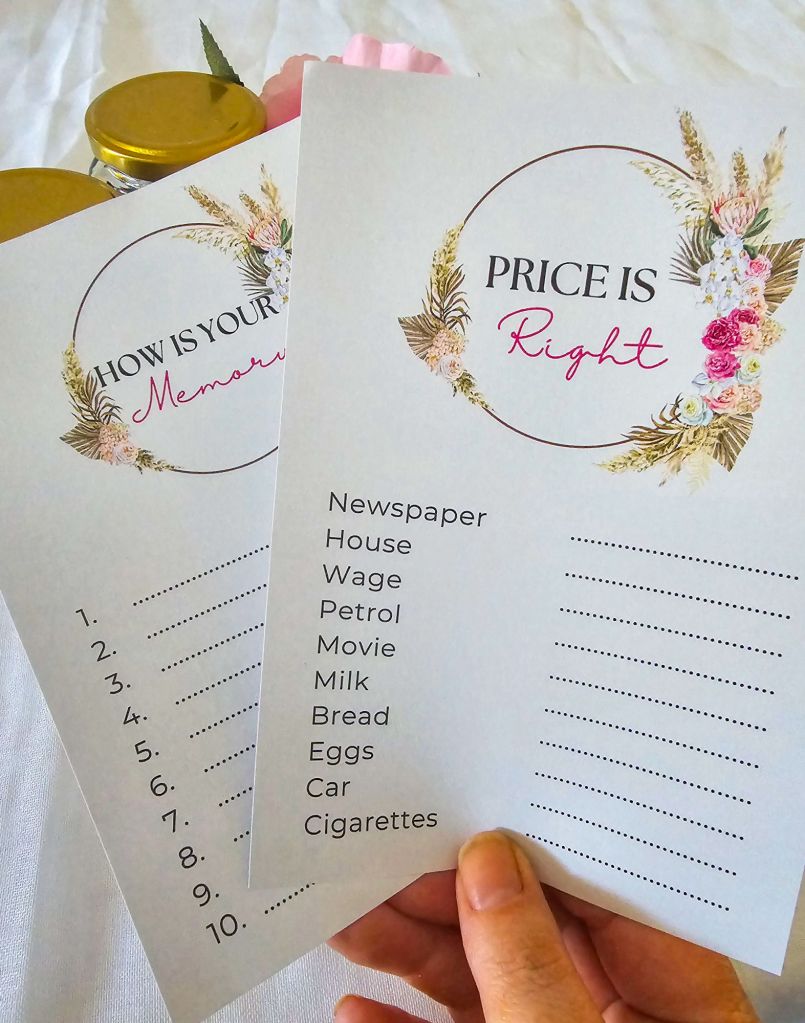 HOW IS YOUR
Memory
1. ....................
2. ....................
3. ....................
4. ....................
5. ....................
6. ....................
7. ....................
8. ....................
9.
10. ....................
PRICE IS
Right
Newspaper ....................
House ....................
Wage ....................
Petrol ....................
Movie ....................
Milk ....................
Bread ....................
Eggs ....................
Car ....................
Cigarettes ....................